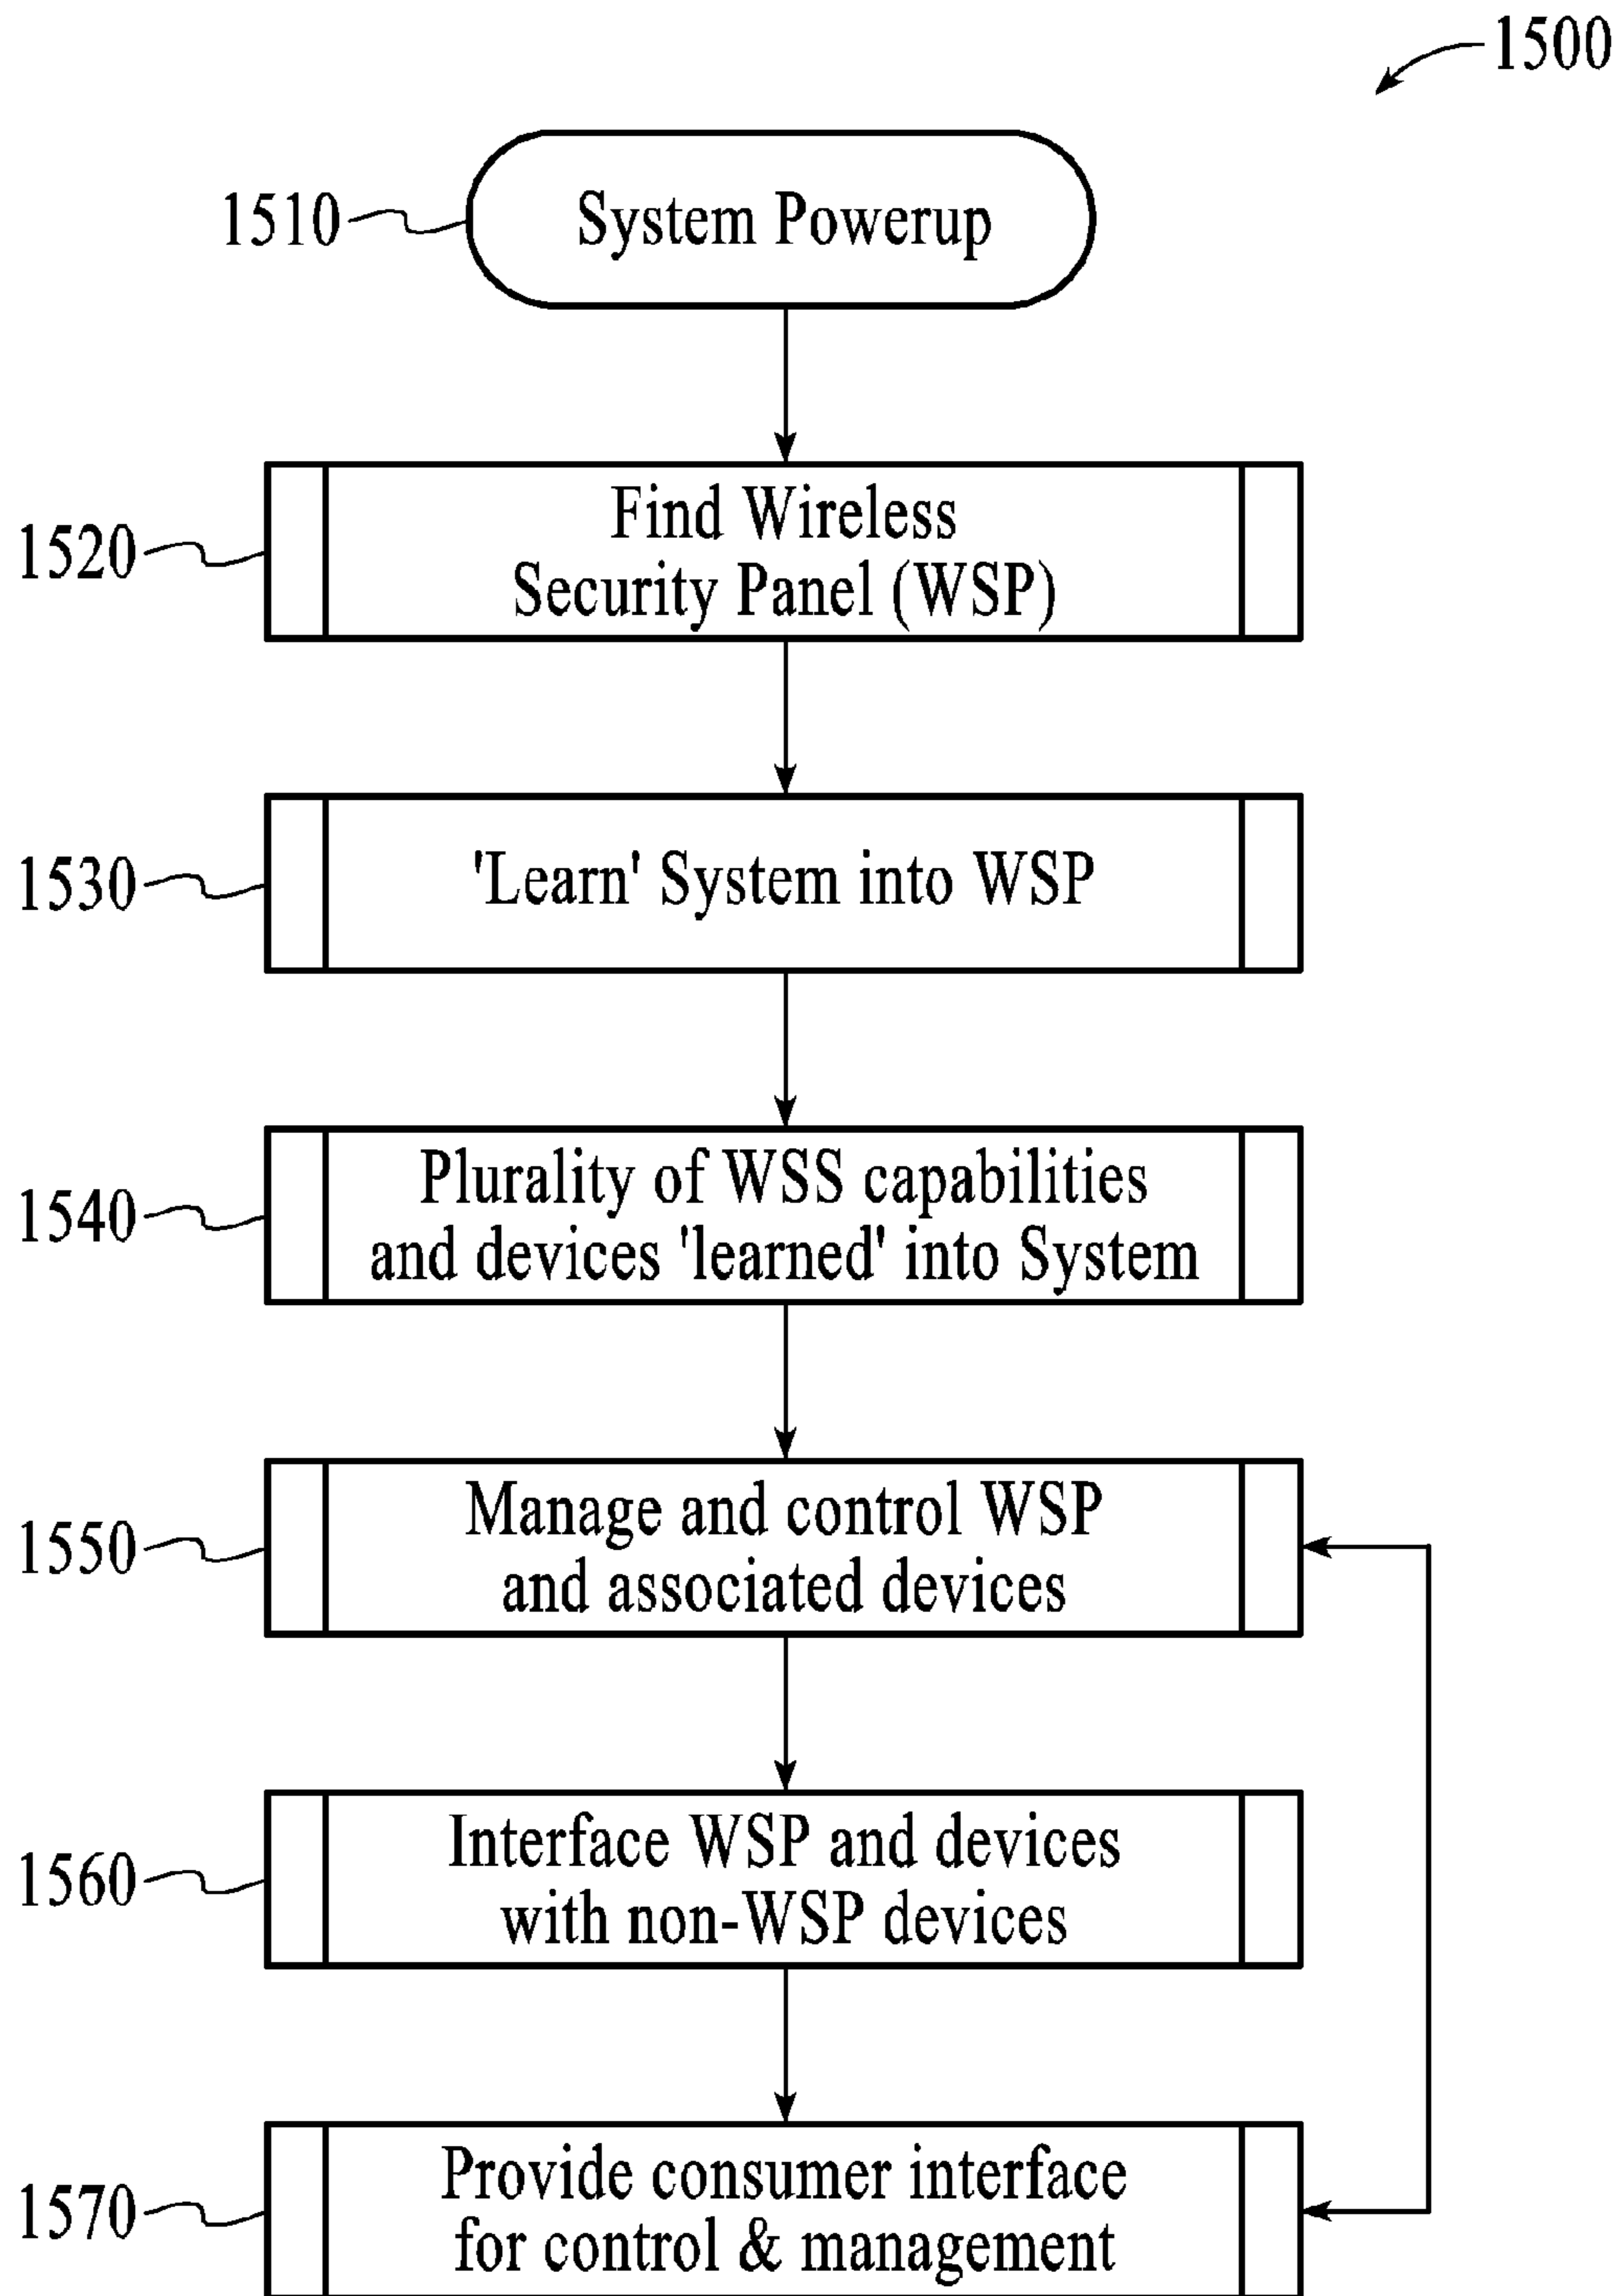 1500
1510
System Powerup
1520
Find Wireless
Security Panel (WSP)
1530
'Learn' System into WSP
1540
Plurality of WSS capabilities
and devices 'learned' into System
1550
Manage and control WSP
and associated devices
1560
Interface WSP and devices
with non-WSP devices
1570
Provide consumer interface
for control & management